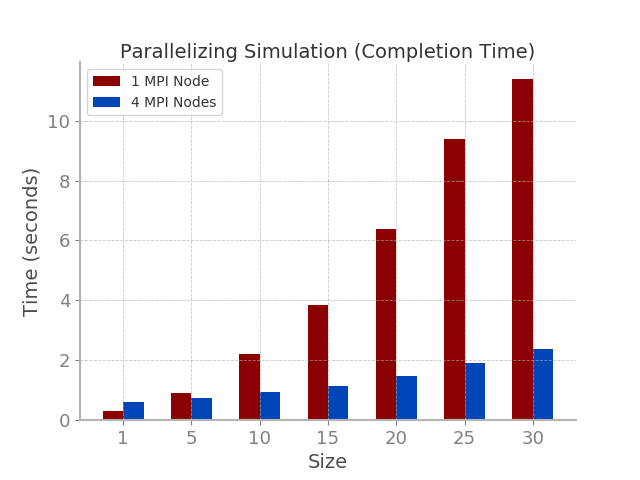 Parallelizing Simulation (Completion Time)
1 MPI Node
4 MPI Nodes
Time (seconds)
10
8
6
4
2
0
1 5 10 15 20 25 30
Size